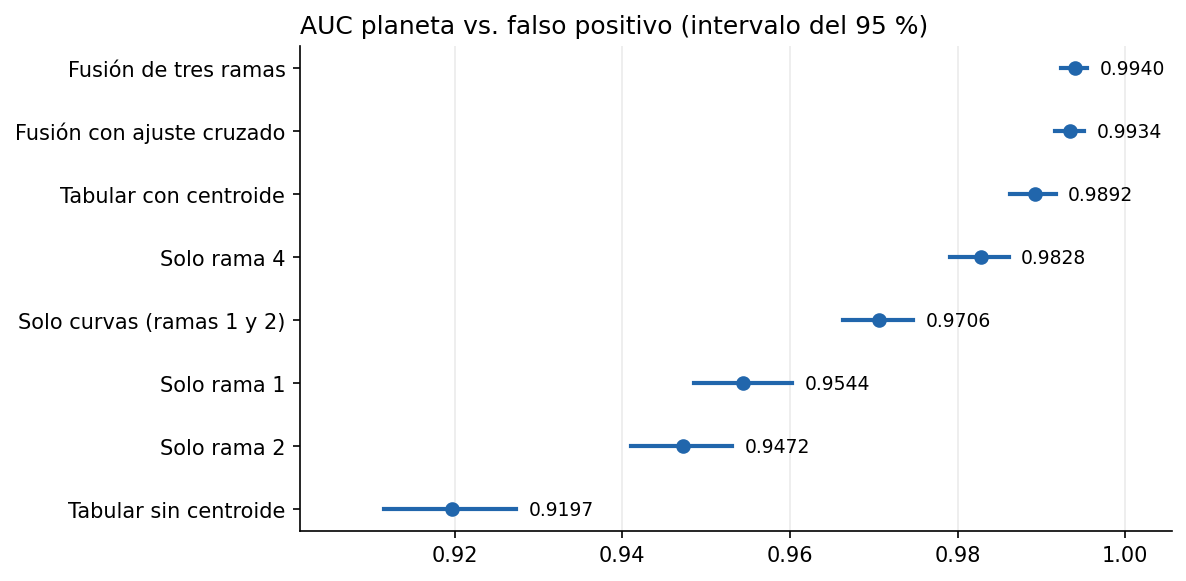 AUC planeta vs. falso positivo (intervalo del 95 %)
Fusión de tres ramas 0.9940
Fusión con ajuste cruzado 0.9934
Tabular con centroide 0.9892
Solo rama 4 0.9828
Solo curvas (ramas 1 y 2) 0.9706
Solo rama 1 0.9544
Solo rama 2 0.9472
Tabular sin centroide 0.9197
0.92 0.94 0.96 0.98 1.00